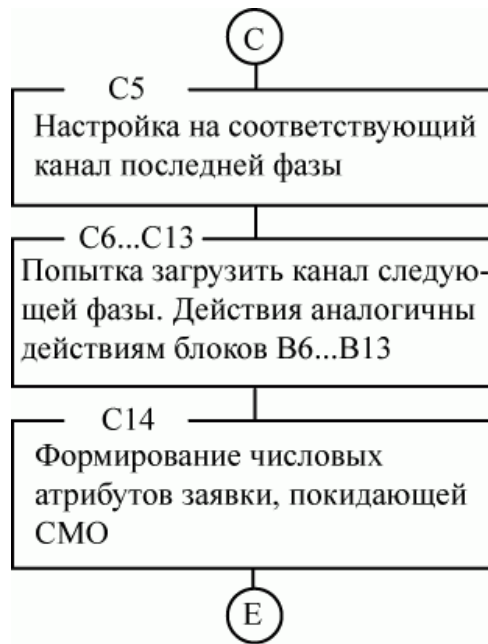 C
C5
Настройка на соответствующий
канал последней фазы
C6...C13
Попытка загрузить канал следую-
щей фазы. Действия аналогичны
действиям блоков B6...B13
C14
Формирование числовых
атрибутов заявки, покидающей
СМО
E